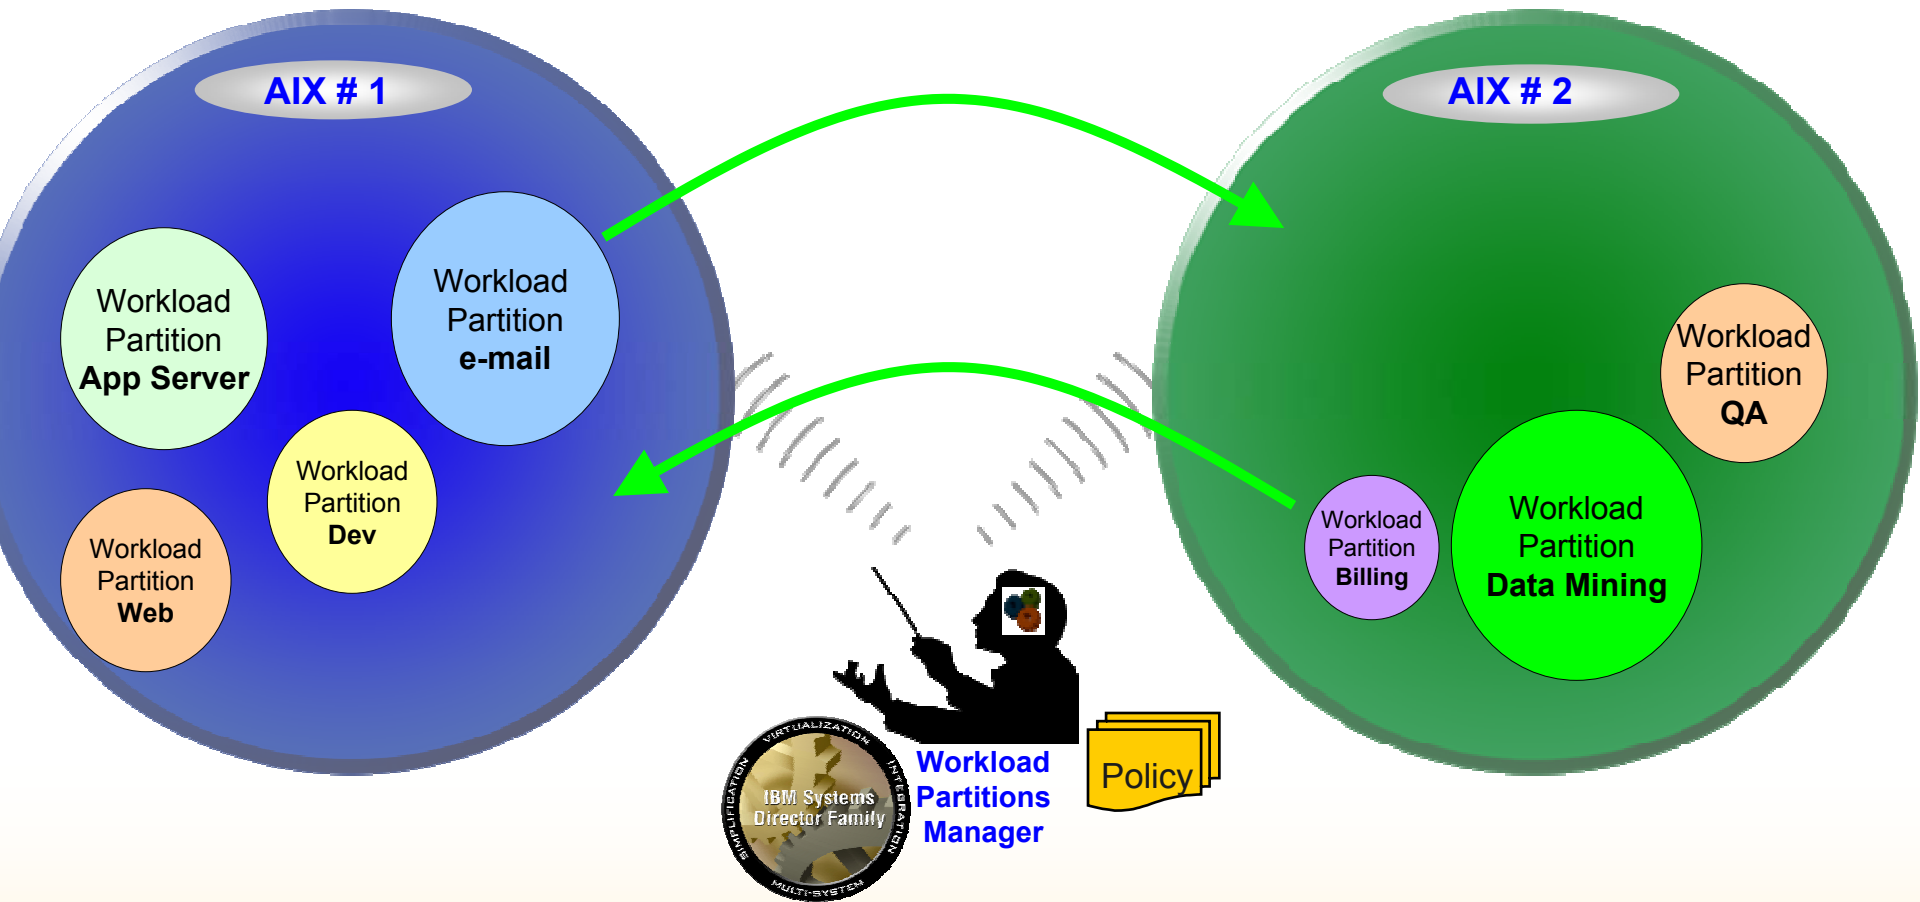 AIX # 1
AIX # 2
Workload
Partition
App Server
Workload
Partition
e-mail
Workload
Partition
Dev
Workload
Partition
Web
Workload
Partition
QA
Workload
Partition
Billing
Workload
Partition
Data Mining
Workload
Partitions
Manager
Policy
VIRTUALIZATION
INTEGRATION
MULTI-SYSTEM
SIMPLIFICATION
IBM Systems
Director Family